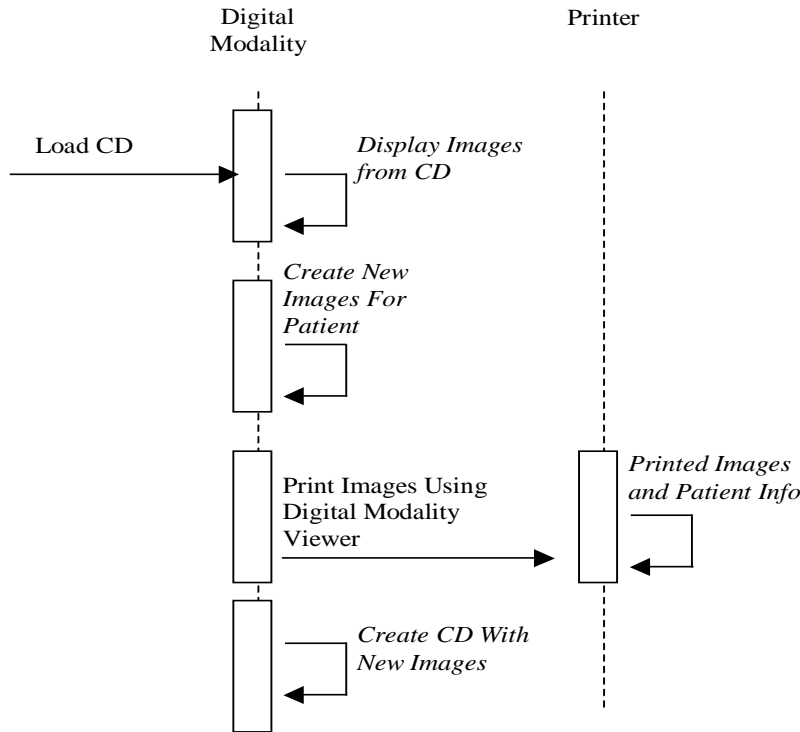 Digital
Modality
Printer
Load CD
Display Images
from CD
Create New
Images For
Patient
Print Images Using
Digital Modality
Viewer
Printed Images
and Patient Info
Create CD With
New Images